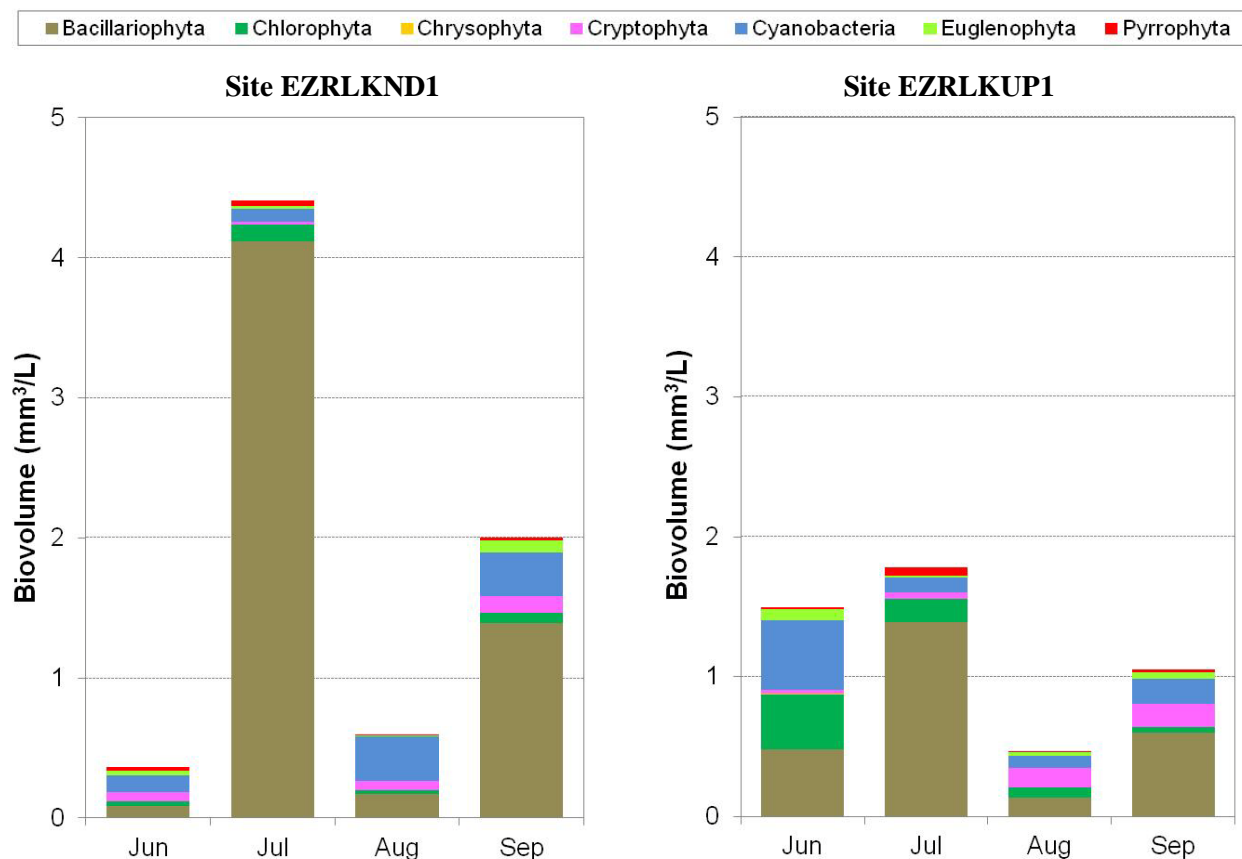 Bacillariophyta Chlorophyta Chrysophyta Cryptophyta Cyanobacteria Euglenophyta Pyrrophyta
Site EZRLKND1
5
4
3
2
1
0
Biovolume (mm³/L)
Jun Jul Aug Sep
Site EZRLKUP1
5
4
3
2
1
0
Biovolume (mm³/L)
Jun Jul Aug Sep